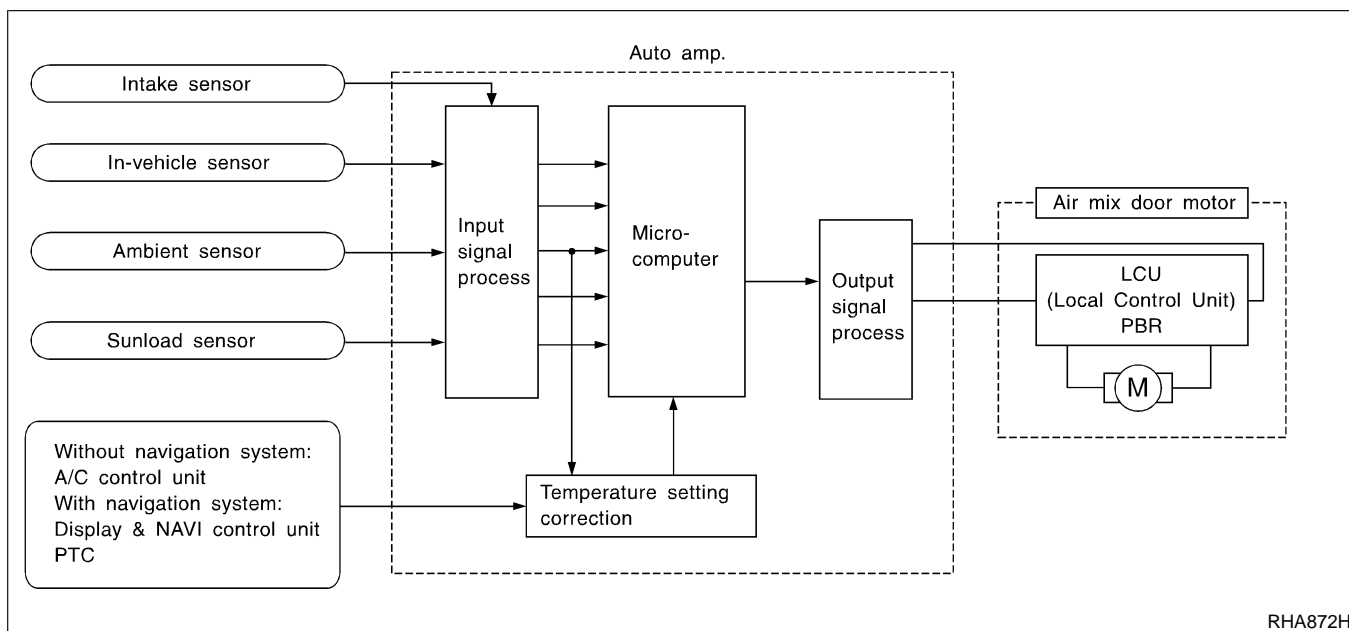 Auto amp.
Intake sensor
In-vehicle sensor
Ambient sensor
Sunload sensor
Without navigation system:
A/C control unit
With navigation system:
Display & NAVI control unit
PTC
Input
signal
process
Micro-
computer
Temperature setting
correction
Output
signal
process
Air mix door motor
LCU
(Local Control Unit)
PBR
M
RHA872H